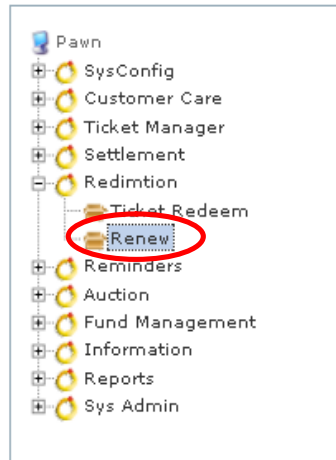 Pawn
SysConfig
Customer Care
Ticket Manager
Settlement
Redimtion
Ticket Redeem
Renew
Reminders
Auction
Fund Management
Information
Reports
Sys Admin